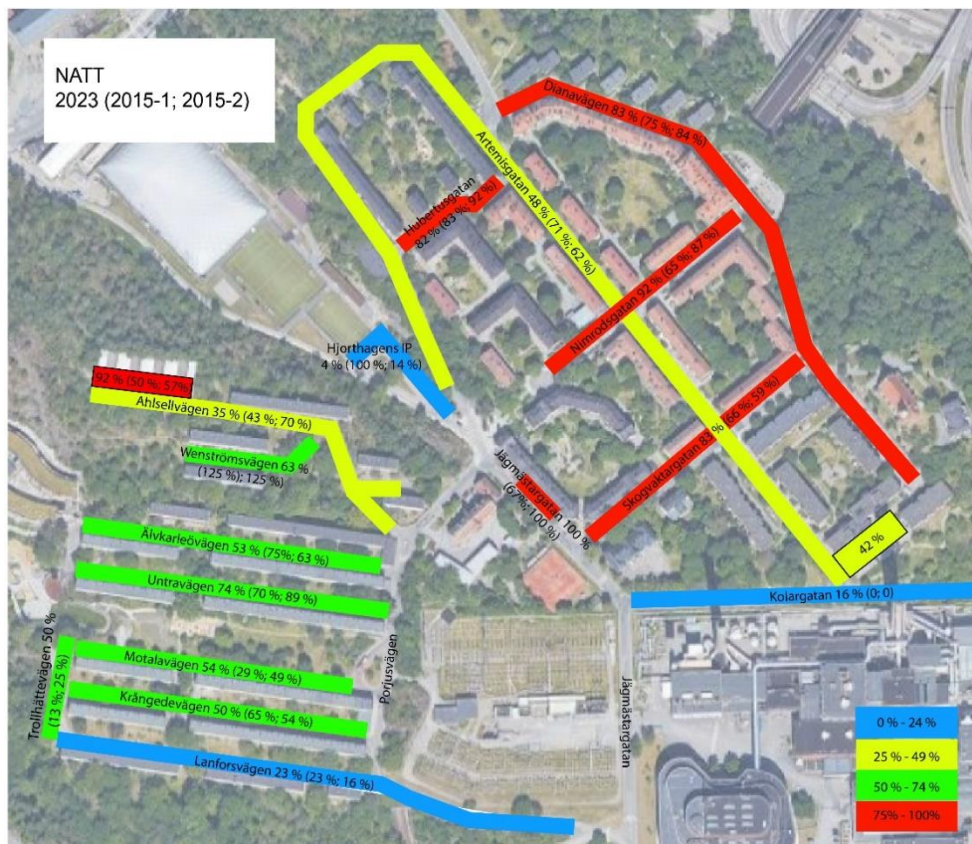 NATT
2023 (2015-1; 2015-2)
Dianavägen 83 % (75 %; 84 %)
Artemisgatan 48 % (71 %; 62 %)
Hubertusgatan
82 % (83 %; 92 %)
Nimrodsgatan 92 % (65 %; 87 %)
Hjorthagens IP
4 % (100 %; 14 %)
92 % (50 %; 57%
Ahlsellvägen 35 % (43 %; 70 %)
Wenströmsvägen 63 %
(125 %); 125 %)
Jägmästargatan 100 %
(67%; 100 %)
Skogvaktargatan 83 % (66 %; 59 %)
42 %
Älvkarleövägen 53 % (75%; 63 %)
Untravägen 74 % (70 %; 89 %)
Kolargatan 16 % (0; 0)
Trollhättevägen 50 %
(13 %; 25 %)
Motalavägen 54 % (29 %; 49 %)
Porjusvägen
Krångedevägen 50 % (65 %; 54 %)
Jägmästargatan
Lanforsvägen 23 % (23 %; 16 %)
0 % - 24 %
25 % - 49 %
50 % - 74 %
75% - 100%